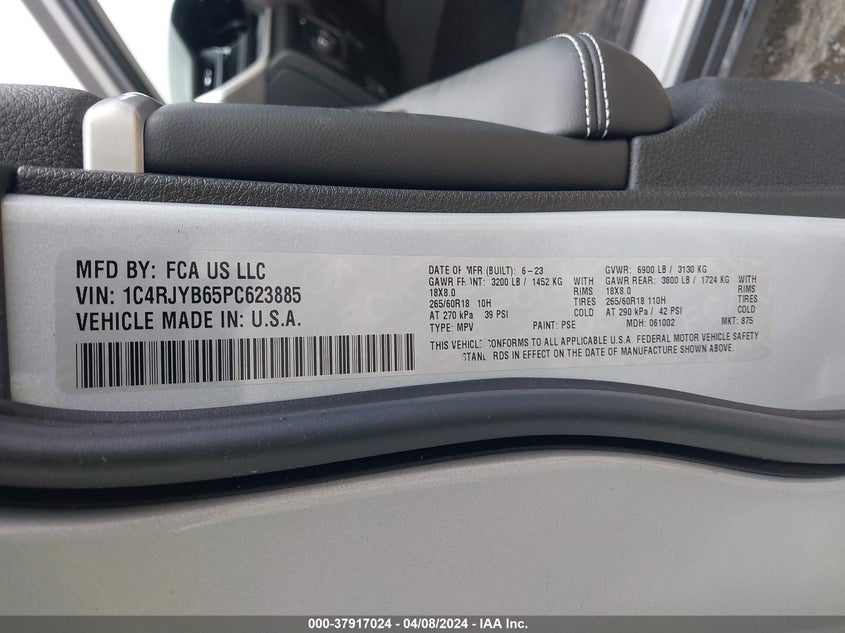 MFD BY: FCA US LLC
VIN: 1C4RJYB65PC623885
VEHICLE MADE IN: U.S.A.
DATE OF MFR (BUILT): 6-23 GVWR: 6900 LB / 3130 KG
GAWR FRONT: 3200 LB / 1452 KG WITH GAWR REAR: 3800 LB / 1724 KG WITH
18X8.0 RIMS 18X8.0 RIMS
265/60R18 10H TIRES 265/60R18 110H TIRES
AT 270 kPa 39 PSI COLD AT 290 kPa / 42 PSI COLD
TYPE: MPV PAINT: PSE MDH: 061002 MKT: 875
THIS VEHICL CONFORMS TO ALL APPLICABLE U.S.A. FEDERAL MOTOR VEHICLE SAFETY
STAN RDS IN EFFECT ON THE DATE OF MANUFACTURE SHOWN ABOVE.
000-37917024 - 04/08/2024 - IAA Inc.